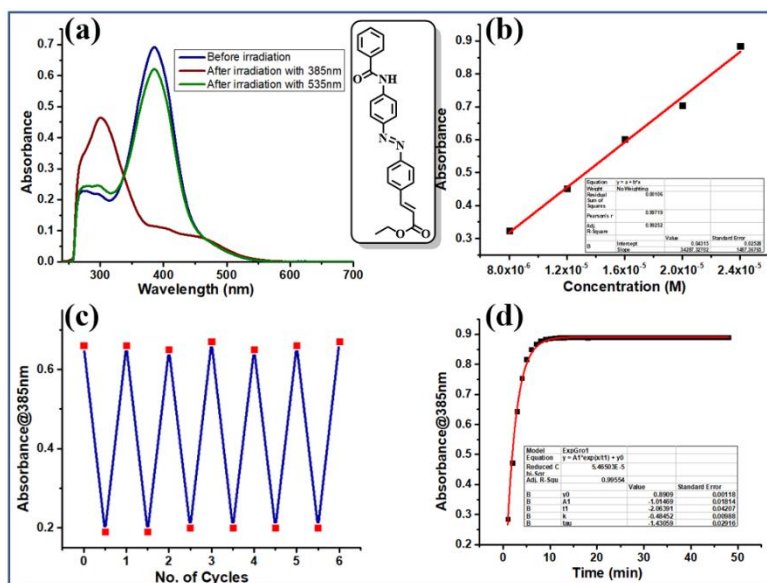 (a)
Before irradiation
After irradiation with 385nm
After irradiation with 535nm
Absorbance
0.7
0.6
0.5
0.4
0.3
0.2
0.1
0.0
300 400 500 600 700
Wavelength (nm)
O NH
N N
O O
(b)
Absorbance
0.9
0.7
0.5
0.3
8.0x10⁻⁶ 1.2x10⁻⁵ 1.6x10⁻⁵ 2.0x10⁻⁵ 2.4x10⁻⁵
Concentration (M)
Equation y = a + b*x
Weight No Weighting
Residual Sum of Squares
Pearson's r
Adj. R-Square
Value Standard Error
B Intercept
Slope
(c)
Absorbance@385nm
0.8
0.6
0.4
0.2
0 1 2 3 4 5 6
No. of Cycles
(d)
Absorbance@385nm
0.9
0.8
0.7
0.6
0.5
0.4
0.3
0.2
0 10 20 30 40 50
Time (min)
Model ExpGro1
Equation y = A1*exp(x/t1) + y0
Reduced C
Adj. R-Squ 0.99554
Value Standard Error
B y0 0.8909 0.00118
B A1 -1.01469 0.01814
B t1 -2.06391 0.04207
B k -0.48452 0.00988
B tau -1.43059 0.02916